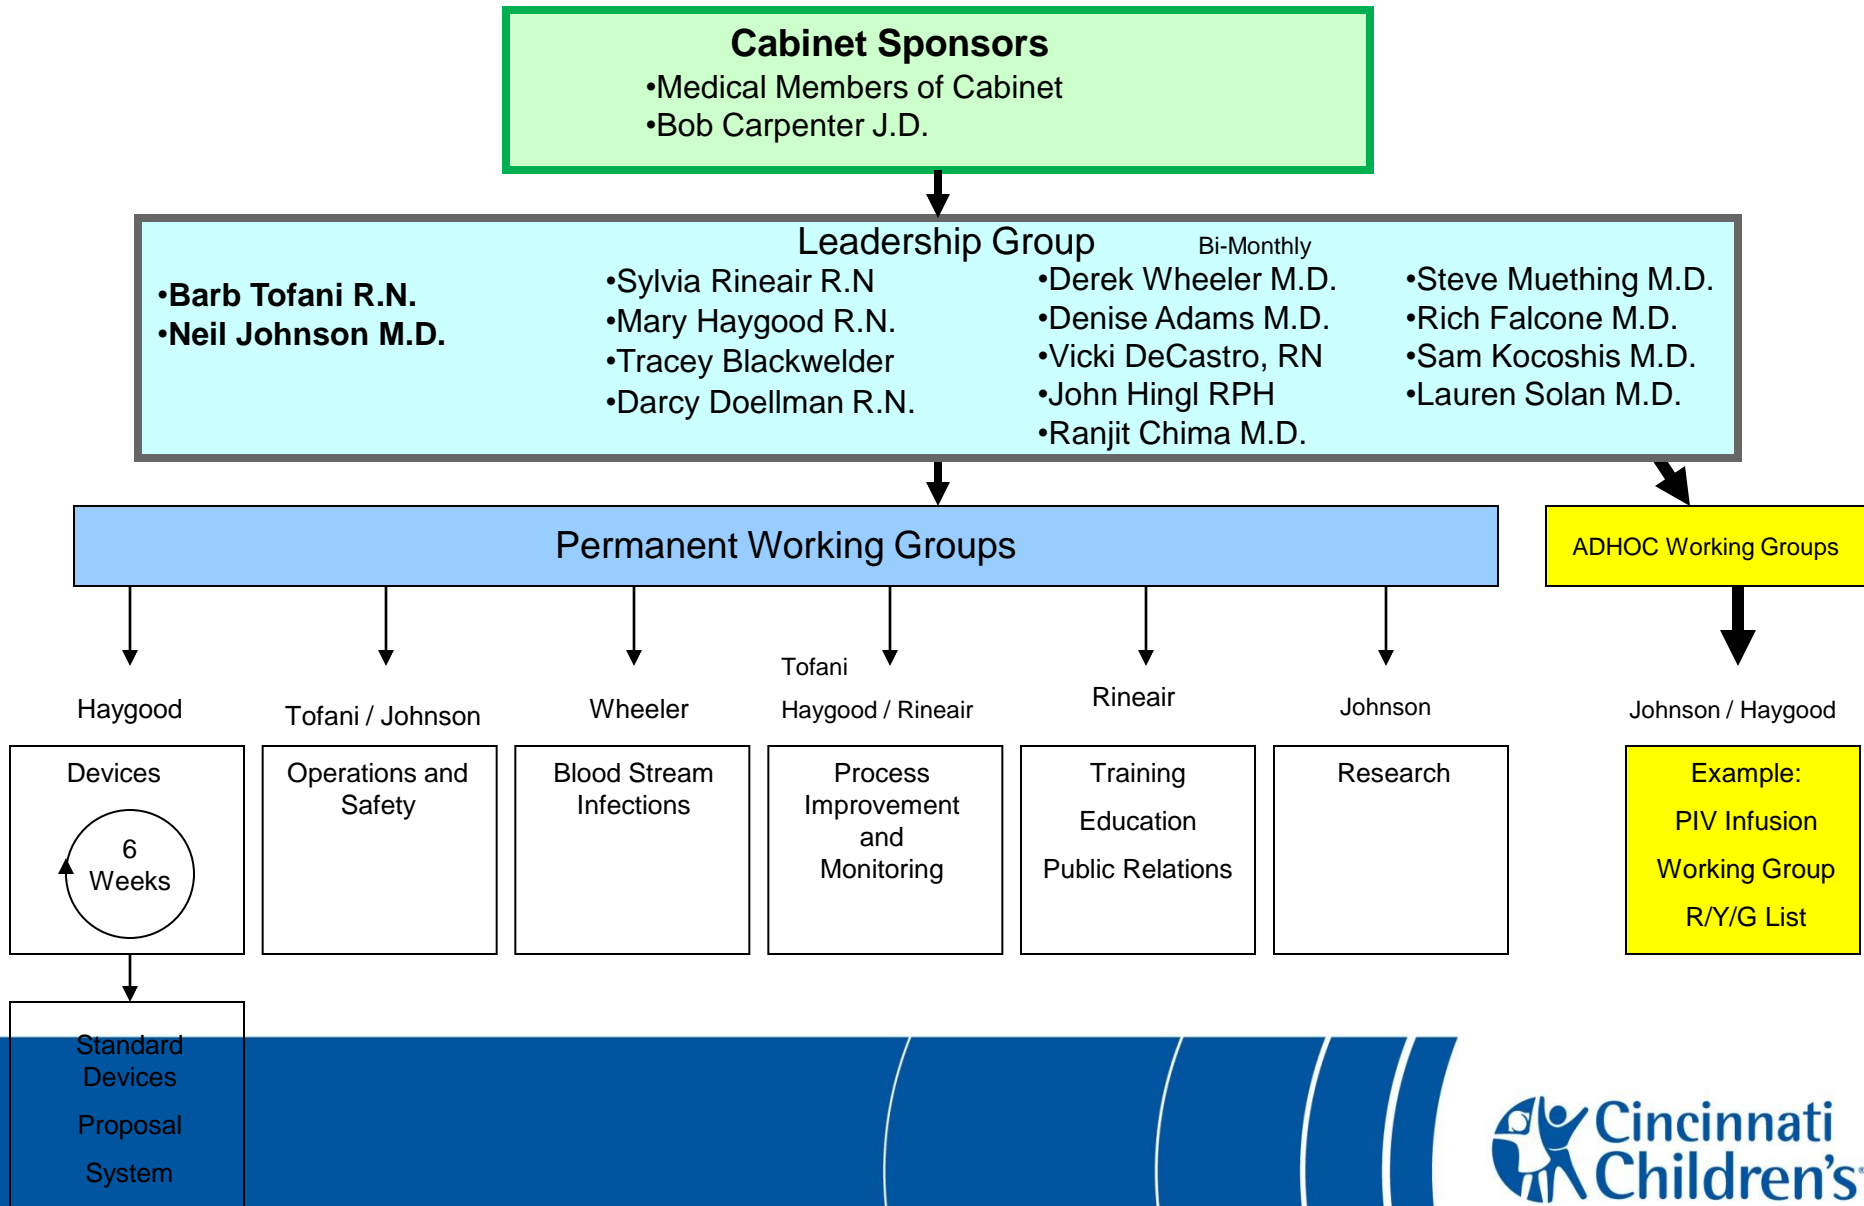 Cabinet Sponsors
•Medical Members of Cabinet
•Bob Carpenter J.D.
Leadership Group
Bi-Monthly
•Barb Tofani R.N.
•Neil Johnson M.D.
•Sylvia Rineair R.N
•Mary Haygood R.N.
•Tracey Blackwelder
•Darcy Doellman R.N.
•Derek Wheeler M.D.
•Denise Adams M.D.
•Vicki DeCastro, RN
•John Hingl RPH
•Ranjit Chima M.D.
•Steve Muething M.D.
•Rich Falcone M.D.
•Sam Kocoshis M.D.
•Lauren Solan M.D.
Permanent Working Groups
ADHOC Working Groups
Haygood
Tofani / Johnson
Wheeler
Tofani
Haygood / Rineair
Rineair
Johnson
Johnson / Haygood
Devices
6
Weeks
Operations and
Safety
Blood Stream
Infections
Process
Improvement
and
Monitoring
Training
Education
Public Relations
Research
Example:
PIV Infusion
Working Group
R/Y/G List
Standard
Devices
Proposal
System
Cincinnati
Children's®